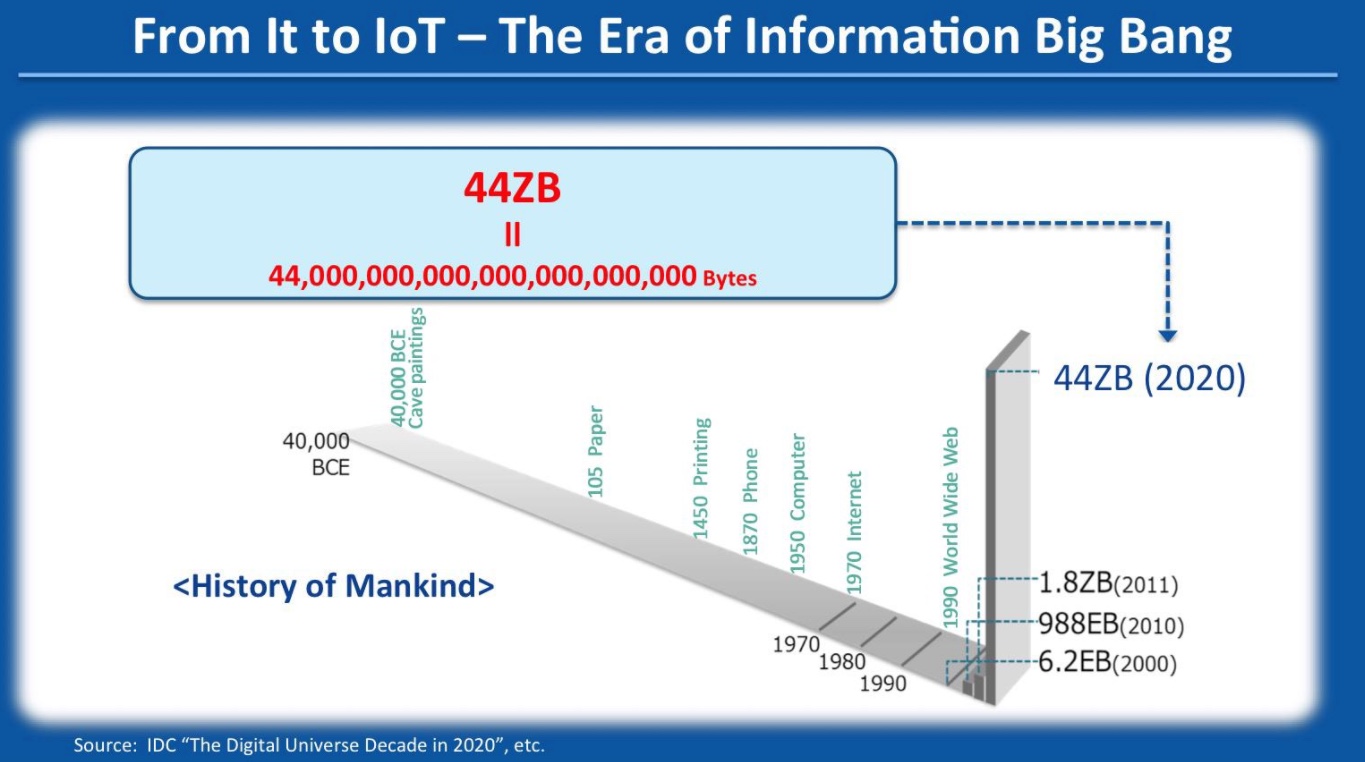 From It to IoT – The Era of Information Big Bang
44ZB
=
44,000,000,000,000,000,000,000 Bytes
40,000 BCE
Cave paintings
105 Paper
1450 Printing
1870 Phone
1950 Computer
1970 Internet
1990 World Wide Web
44ZB (2020)
40,000
BCE
<History of Mankind>
1.8ZB(2011)
988EB(2010)
6.2EB(2000)
1970
1980
1990
Source: IDC “The Digital Universe Decade in 2020”, etc.